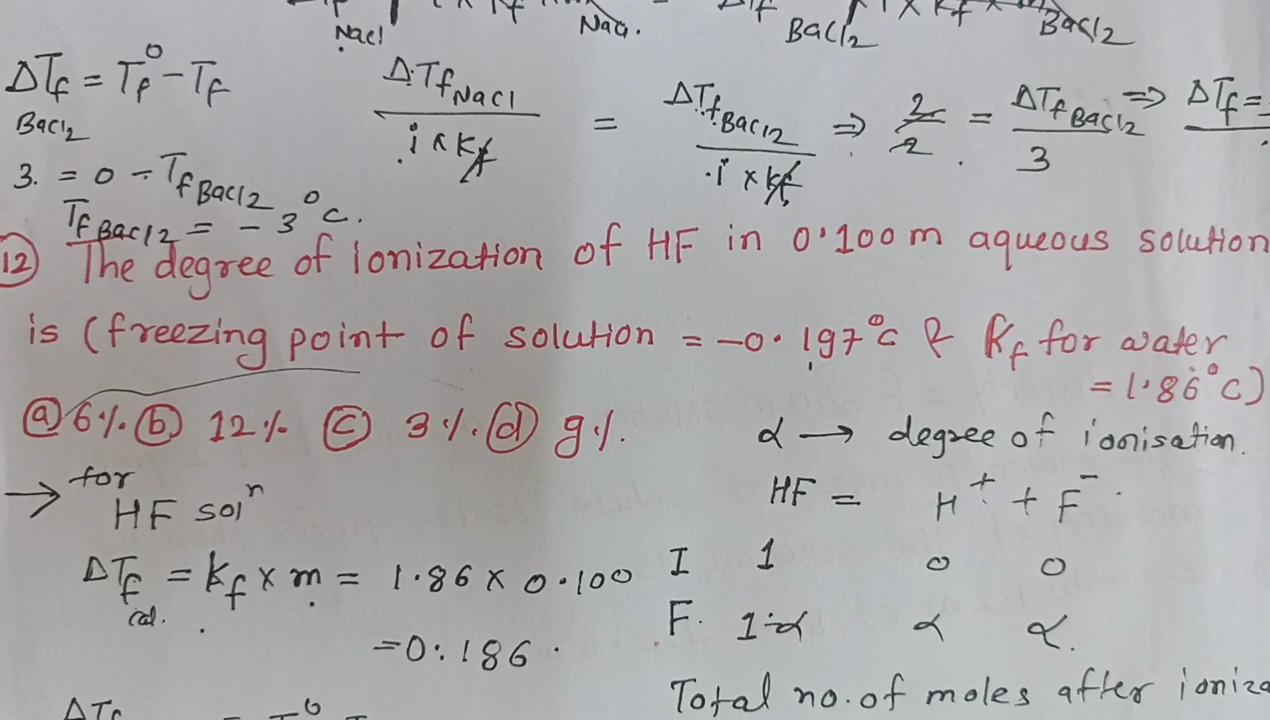 NaCl NaCl. BaCl2 BaCl2
ΔTf = Tf⁰ - Tf
BaCl2
ΔTf NaCl / i × Kf = ΔTf BaCl2 / i × Kf ⇒ 2/2 = ΔTf BaCl2 / 3 ⇒ ΔTf =
3. = 0 - Tf BaCl2
Tf BaCl2 = - 3°c.
12 The degree of ionization of HF in 0.100 m aqueous solution
is (freezing point of solution = -0.197°c & Kf for water
= 1.86°C)
a 6%. b 12% c 3%. d 9%.
α → degree of ionisation.
→ for
HF solⁿ
HF = H⁺ + F⁻.
ΔTf = Kf × m = 1.86 × 0.100
cal.
= 0.186.
I 1 0 0
F. 1-α α α.
Total no. of moles after